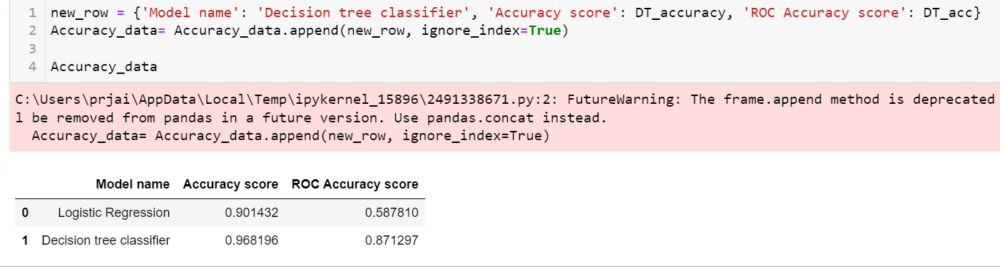 1 new_row = {'Model name': 'Decision tree classifier', 'Accuracy score': DT_accuracy, 'ROC Accuracy score': DT_acc}
2 Accuracy_data= Accuracy_data.append(new_row, ignore_index=True)
3
4 Accuracy_data
C:\Users\prjai\AppData\Local\Temp\ipykernel_15896\2491338671.py:2: FutureWarning: The frame.append method is deprecated
l be removed from pandas in a future version. Use pandas.concat instead.
Accuracy_data= Accuracy_data.append(new_row, ignore_index=True)
Model name Accuracy score ROC Accuracy score
0 Logistic Regression 0.901432 0.587810
1 Decision tree classifier 0.968196 0.871297